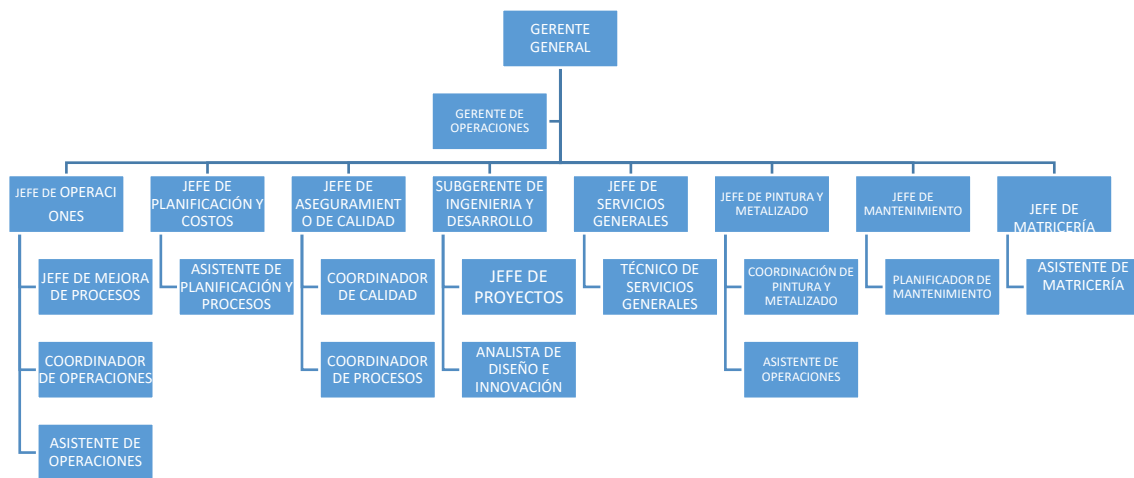 GERENTE
GENERAL
GERENTE DE
OPERACIONES
JEFE DE OPERACI
ONES
JEFE DE
PLANIFICACIÓN Y
COSTOS
JEFE DE
ASEGURAMIENT
O DE CALIDAD
SUBGERENTE DE
INGENIERIA Y
DESARROLLO
JEFE DE
SERVICIOS
GENERALES
JEFE DE PINTURA Y
METALIZADO
JEFE DE
MANTENIMIENTO
JEFE DE
MATRICERÍA
JEFE DE MEJORA
DE PROCESOS
ASISTENTE DE
PLANIFICACIÓN Y
PROCESOS
COORDINADOR
DE CALIDAD
JEFE DE
PROYECTOS
TÉCNICO DE
SERVICIOS
GENERALES
COORDINACIÓN DE
PINTURA Y
METALIZADO
PLANIFICADOR DE
MANTENIMIENTO
ASISTENTE DE
MATRICERÍA
COORDINADOR
DE OPERACIONES
COORDINADOR
DE PROCESOS
ANALISTA DE
DISEÑO E
INNOVACIÓN
ASISTENTE DE
OPERACIONES
ASISTENTE DE
OPERACIONES